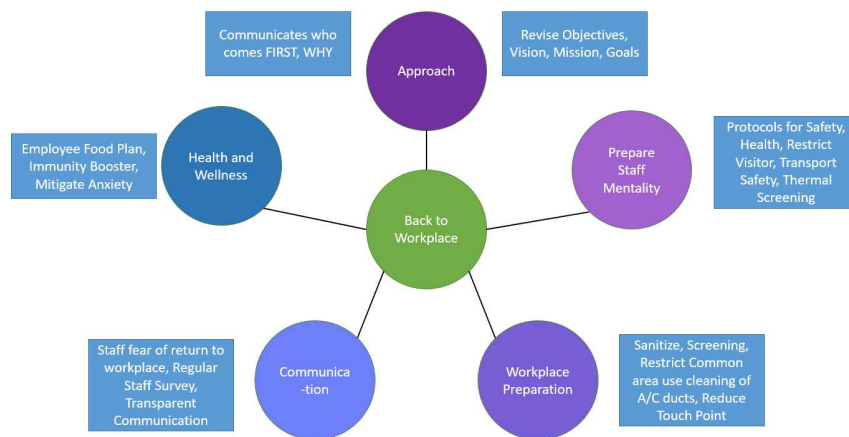 Communicates who
comes FIRST, WHY
Approach
Revise Objectives,
Vision, Mission, Goals
Employee Food Plan,
Immunity Booster,
Mitigate Anxiety
Health and
Wellness
Prepare
Staff
Mentality
Protocols for Safety,
Health, Restrict
Visitor, Transport
Safety, Thermal
Screening
Back to
Workplace
Staff fear of return to
workplace, Regular
Staff Survey,
Transparent
Communication
Communica
-tion
Workplace
Preparation
Sanitize, Screening,
Restrict Common
area use cleaning of
A/C ducts, Reduce
Touch Point